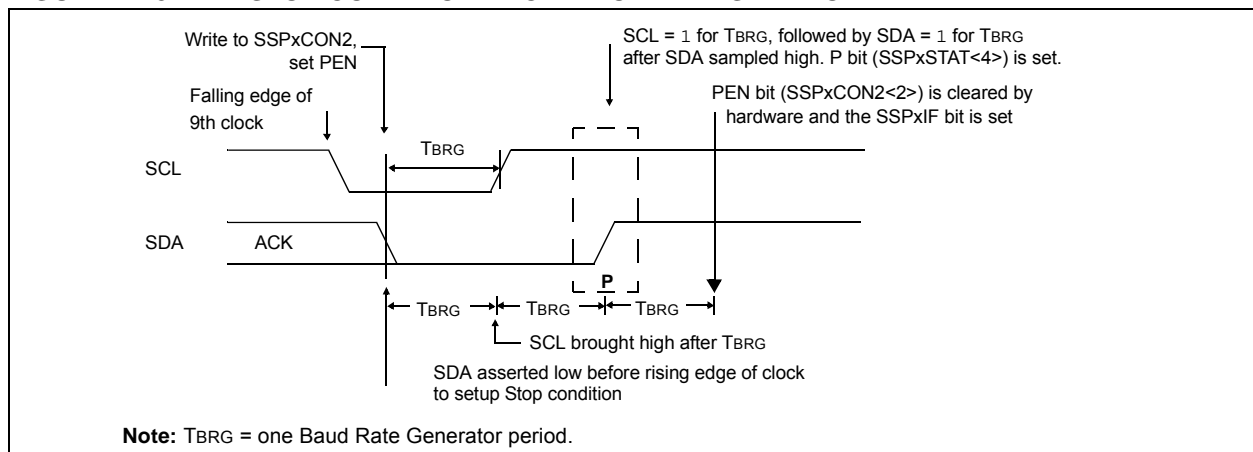 Write to SSPxCON2,
set PEN
SCL = 1 for TBRG, followed by SDA = 1 for TBRG
after SDA sampled high. P bit (SSPxSTAT<4>) is set.
Falling edge of
9th clock
PEN bit (SSPxCON2<2>) is cleared by
hardware and the SSPxIF bit is set
TBRG
SCL
SDA
ACK
P
TBRG
TBRG
TBRG
SCL brought high after TBRG
SDA asserted low before rising edge of clock
to setup Stop condition
Note: TBRG = one Baud Rate Generator period.